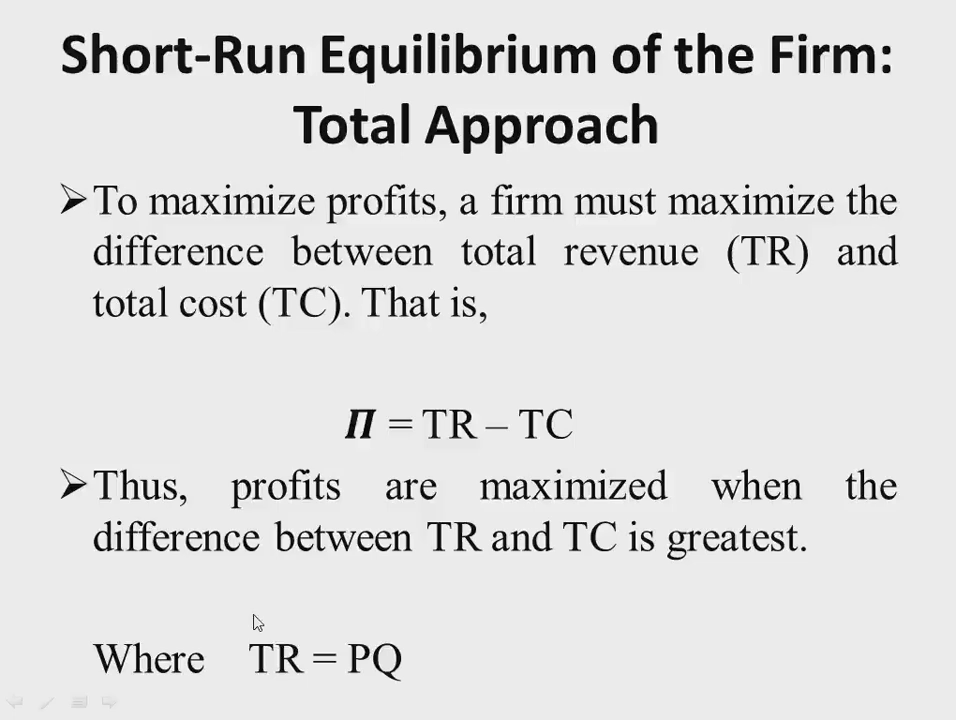 Short-Run Equilibrium of the Firm:
Total Approach
➢To maximize profits, a firm must maximize the
difference between total revenue (TR) and
total cost (TC). That is,
𝜫 = TR – TC
➢Thus, profits are maximized when the
difference between TR and TC is greatest.
Where TR = PQ